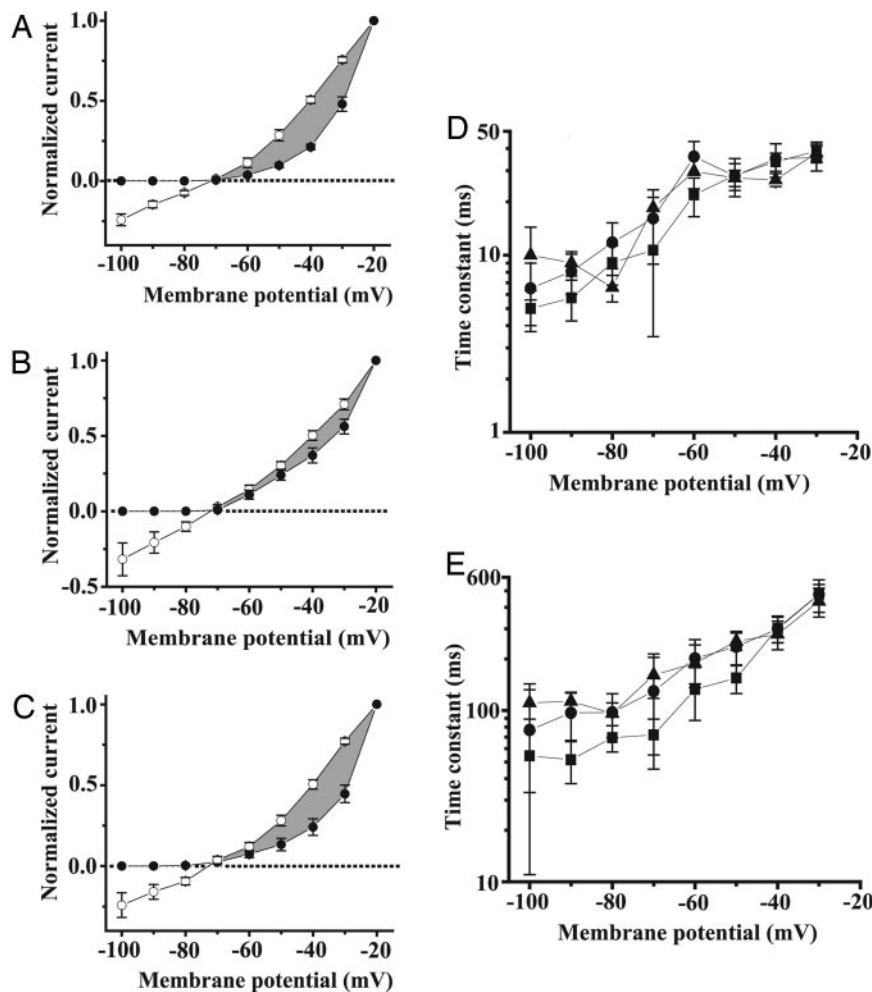 A
Normalized current
1.0
0.5
0.0
-100 -80 -60 -40 -20
Membrane potential (mV)
B
Normalized current
1.0
0.5
0.0
-0.5
-100 -80 -60 -40 -20
Membrane potential (mV)
C
Normalized current
1.0
0.5
0.0
-100 -80 -60 -40 -20
Membrane potential (mV)
D
Time constant (ms)
50
10
1
-100 -80 -60 -40 -20
Membrane potential (mV)
E
Time constant (ms)
600
100
10
-100 -80 -60 -40 -20
Membrane potential (mV)